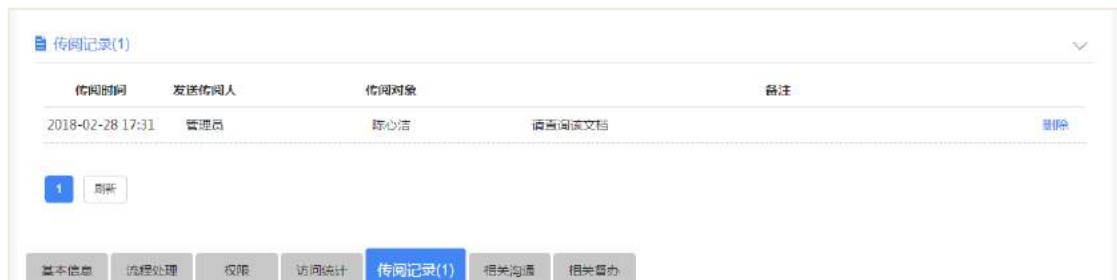 传阅记录(1)
传阅时间 发送传阅人 传阅对象 备注
2018-02-28 17:31 管理员 陈心洁 请查阅该文档 删除
1 刷新
基本信息 流程处理 权限 访问统计 传阅记录(1) 相关沟通 相关督办